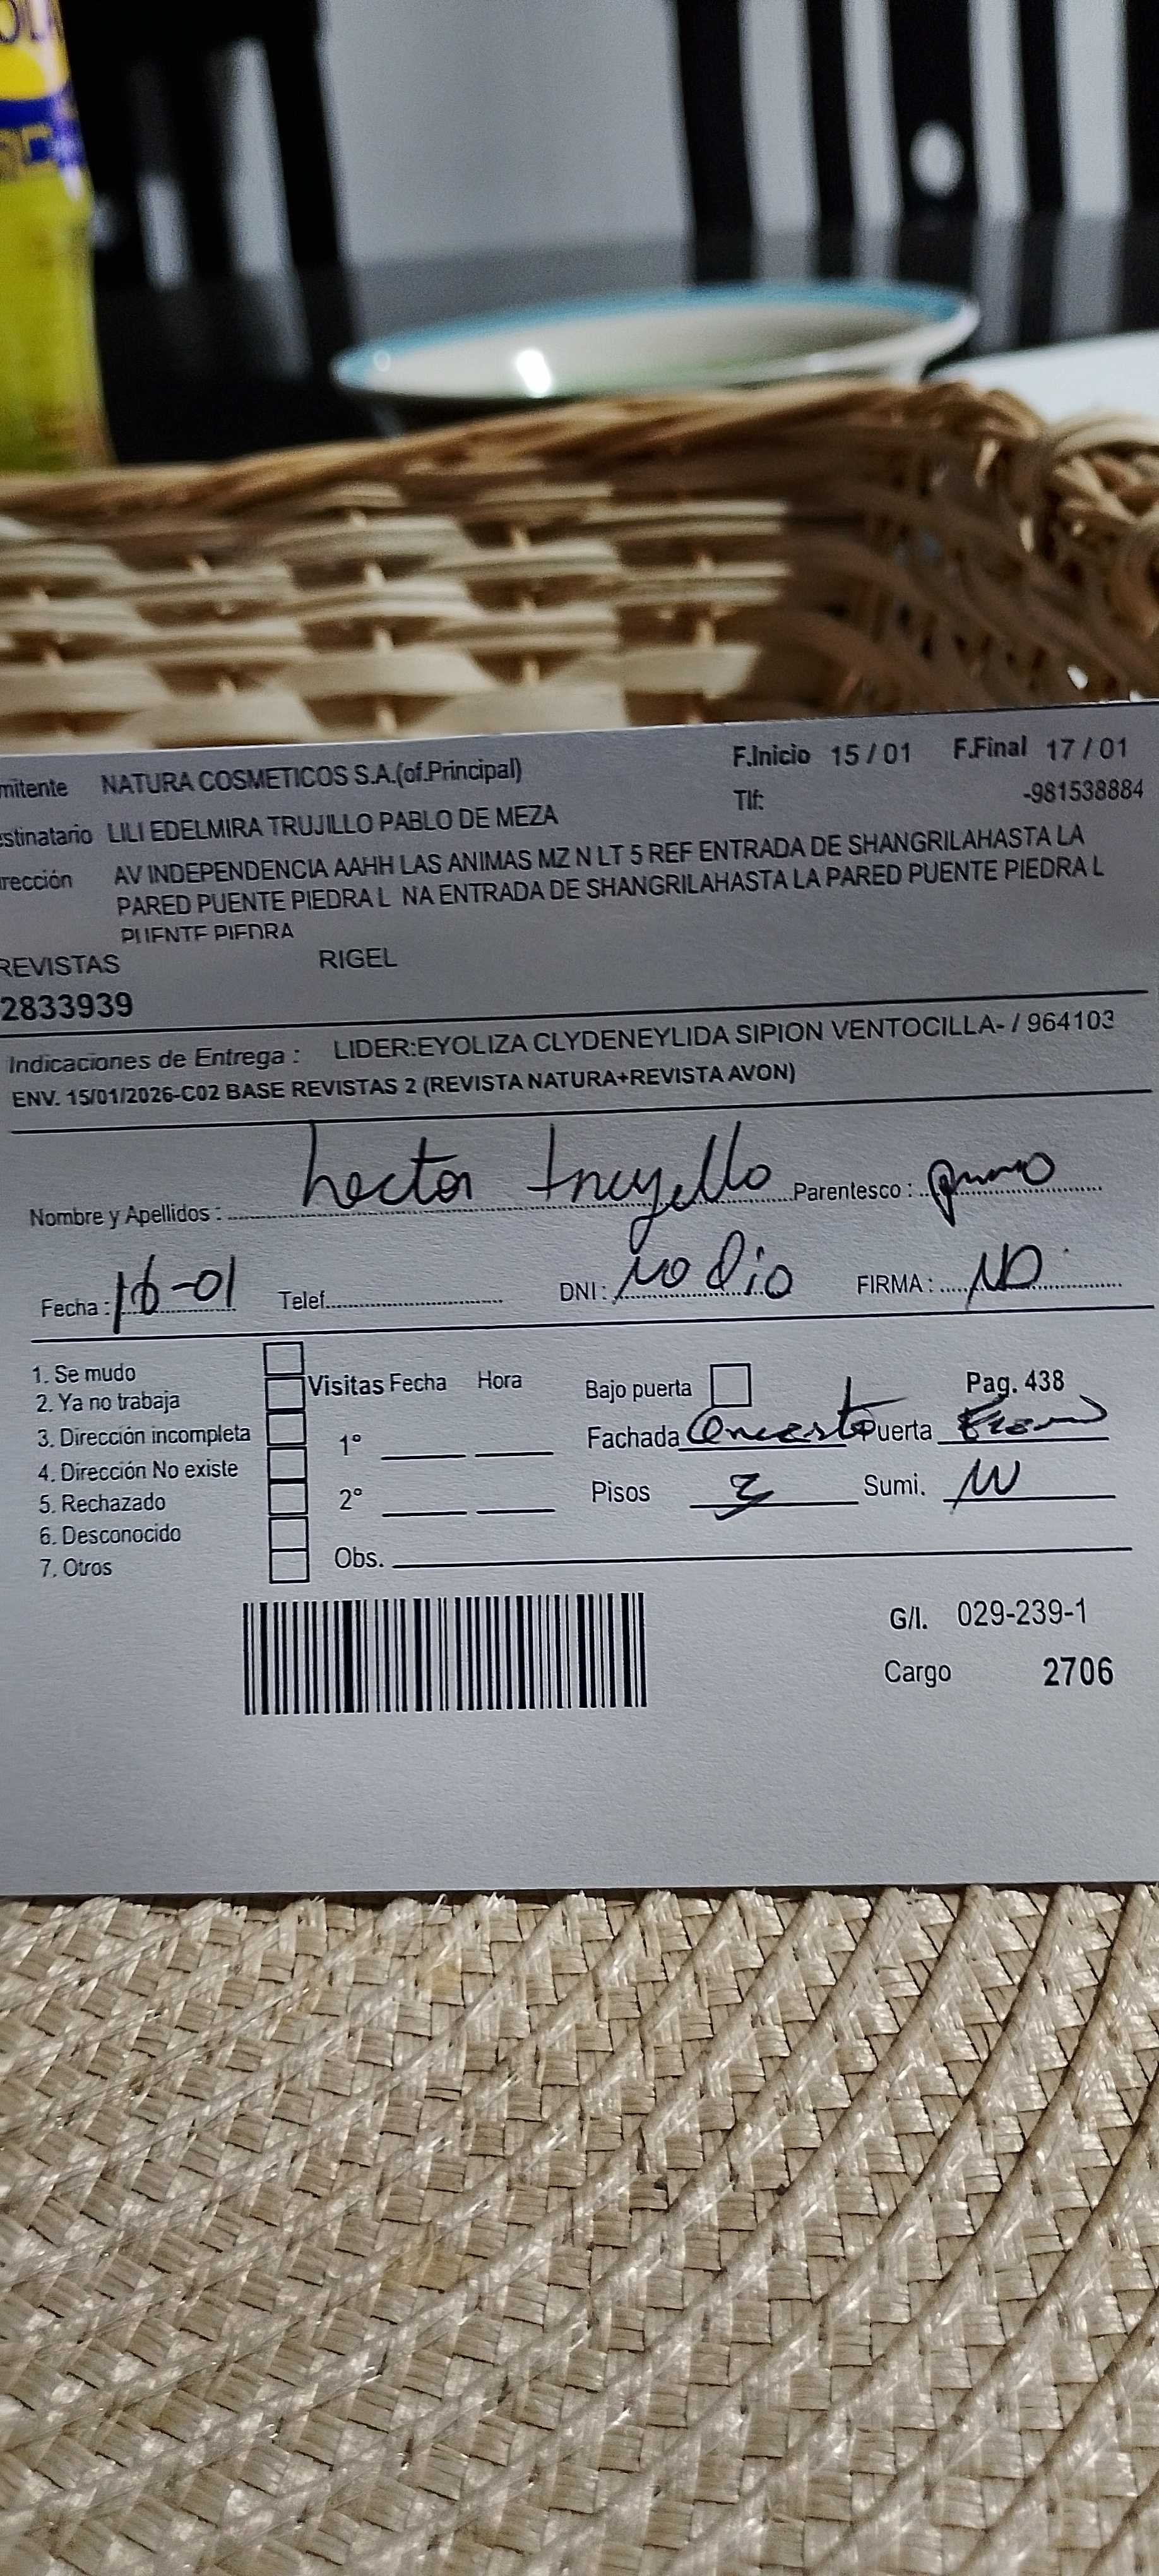 mitente NATURA COSMETICOS S.A.(of.Principal) F.Inicio 15 / 01 F.Final 17 / 01
stinatario LILI EDELMIRA TRUJILLO PABLO DE MEZA Tlf: -981538884
rección AV INDEPENDENCIA AAHH LAS ANIMAS MZ N LT 5 REF ENTRADA DE SHANGRILAHASTA LA
PARED PUENTE PIEDRA L NA ENTRADA DE SHANGRILAHASTA LA PARED PUENTE PIEDRA L
PUENTE PIEDRA
REVISTAS RIGEL
2833939
Indicaciones de Entrega : LIDER:EYOLIZA CLYDENEYLIDA SIPION VENTOCILLA- / 964103
ENV. 15/01/2026-C02 BASE REVISTAS 2 (REVISTA NATURA+REVISTA AVON)
Nombre y Apellidos : hector trujello Parentesco :
Fecha : 16-01 Telef. DNI : No dio FIRMA : ND
1. Se mudo
2. Ya no trabaja Visitas Fecha Hora Bajo puerta Pag. 438
3. Dirección incompleta 1° Fachada Puerta
4. Dirección No existe
5. Rechazado 2° Pisos 3 Sumi.
6. Desconocido
7. Otros Obs.
G/I. 029-239-1
Cargo 2706